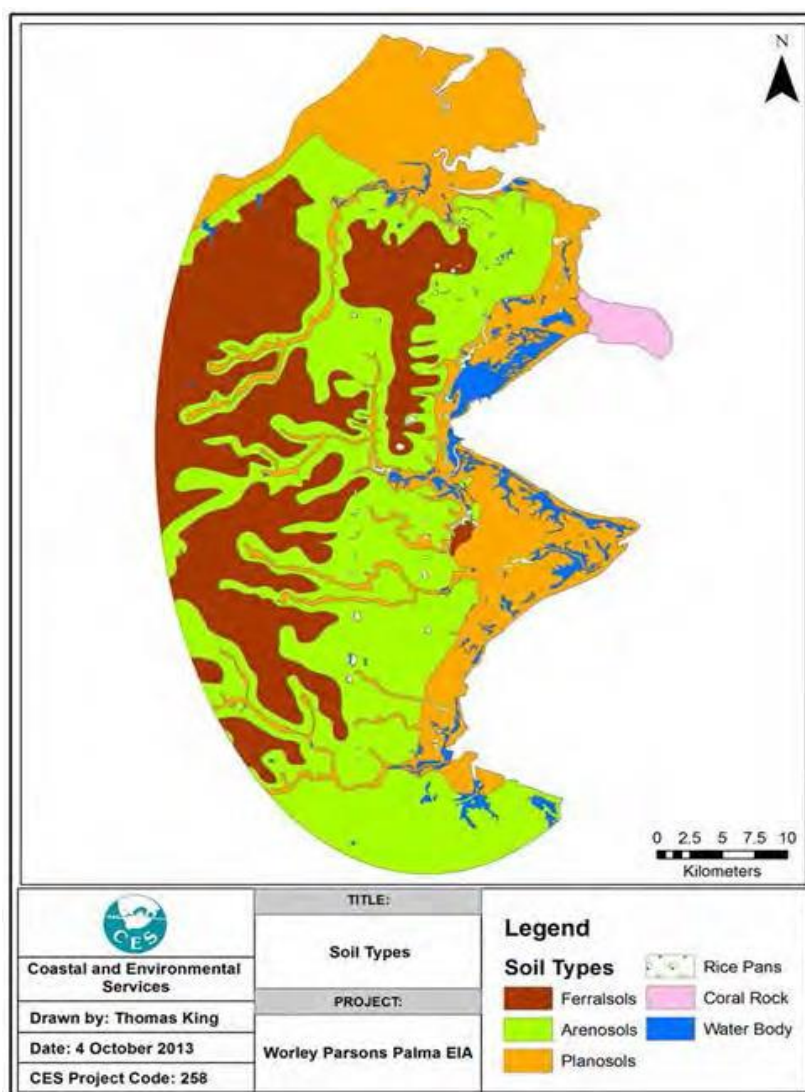 N
0 2.5 5 7.5 10
Kilometers
CES
Coastal and Environmental
Services
Drawn by: Thomas King
Date: 4 October 2013
CES Project Code: 258
TITLE:
Soil Types
PROJECT:
Worley Parsons Palma EIA
Legend
Soil Types
Ferralsols
Arenosols
Planosols
Rice Pans
Coral Rock
Water Body